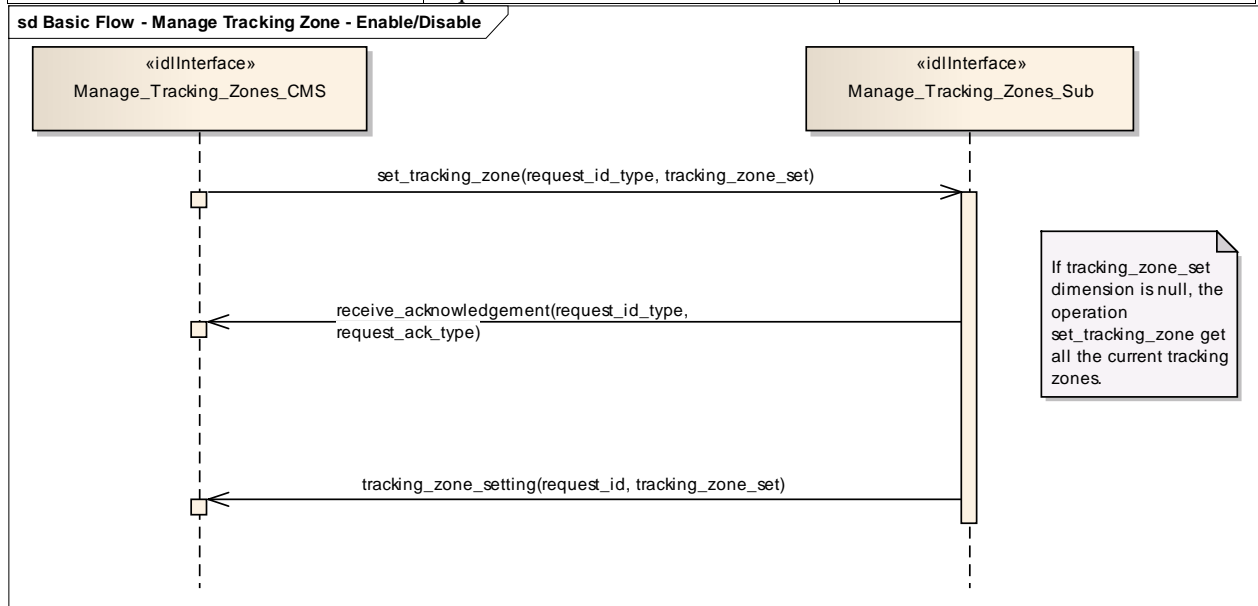 sd Basic Flow - Manage Tracking Zone - Enable/Disable
«idlInterface»
Manage_Tracking_Zones_CMS
«idlInterface»
Manage_Tracking_Zones_Sub
set_tracking_zone(request_id_type, tracking_zone_set)
receive_acknowledgement(request_id_type,
request_ack_type)
If tracking_zone_set
dimension is null, the
operation
set_tracking_zone get
all the current tracking
zones.
tracking_zone_setting(request_id, tracking_zone_set)